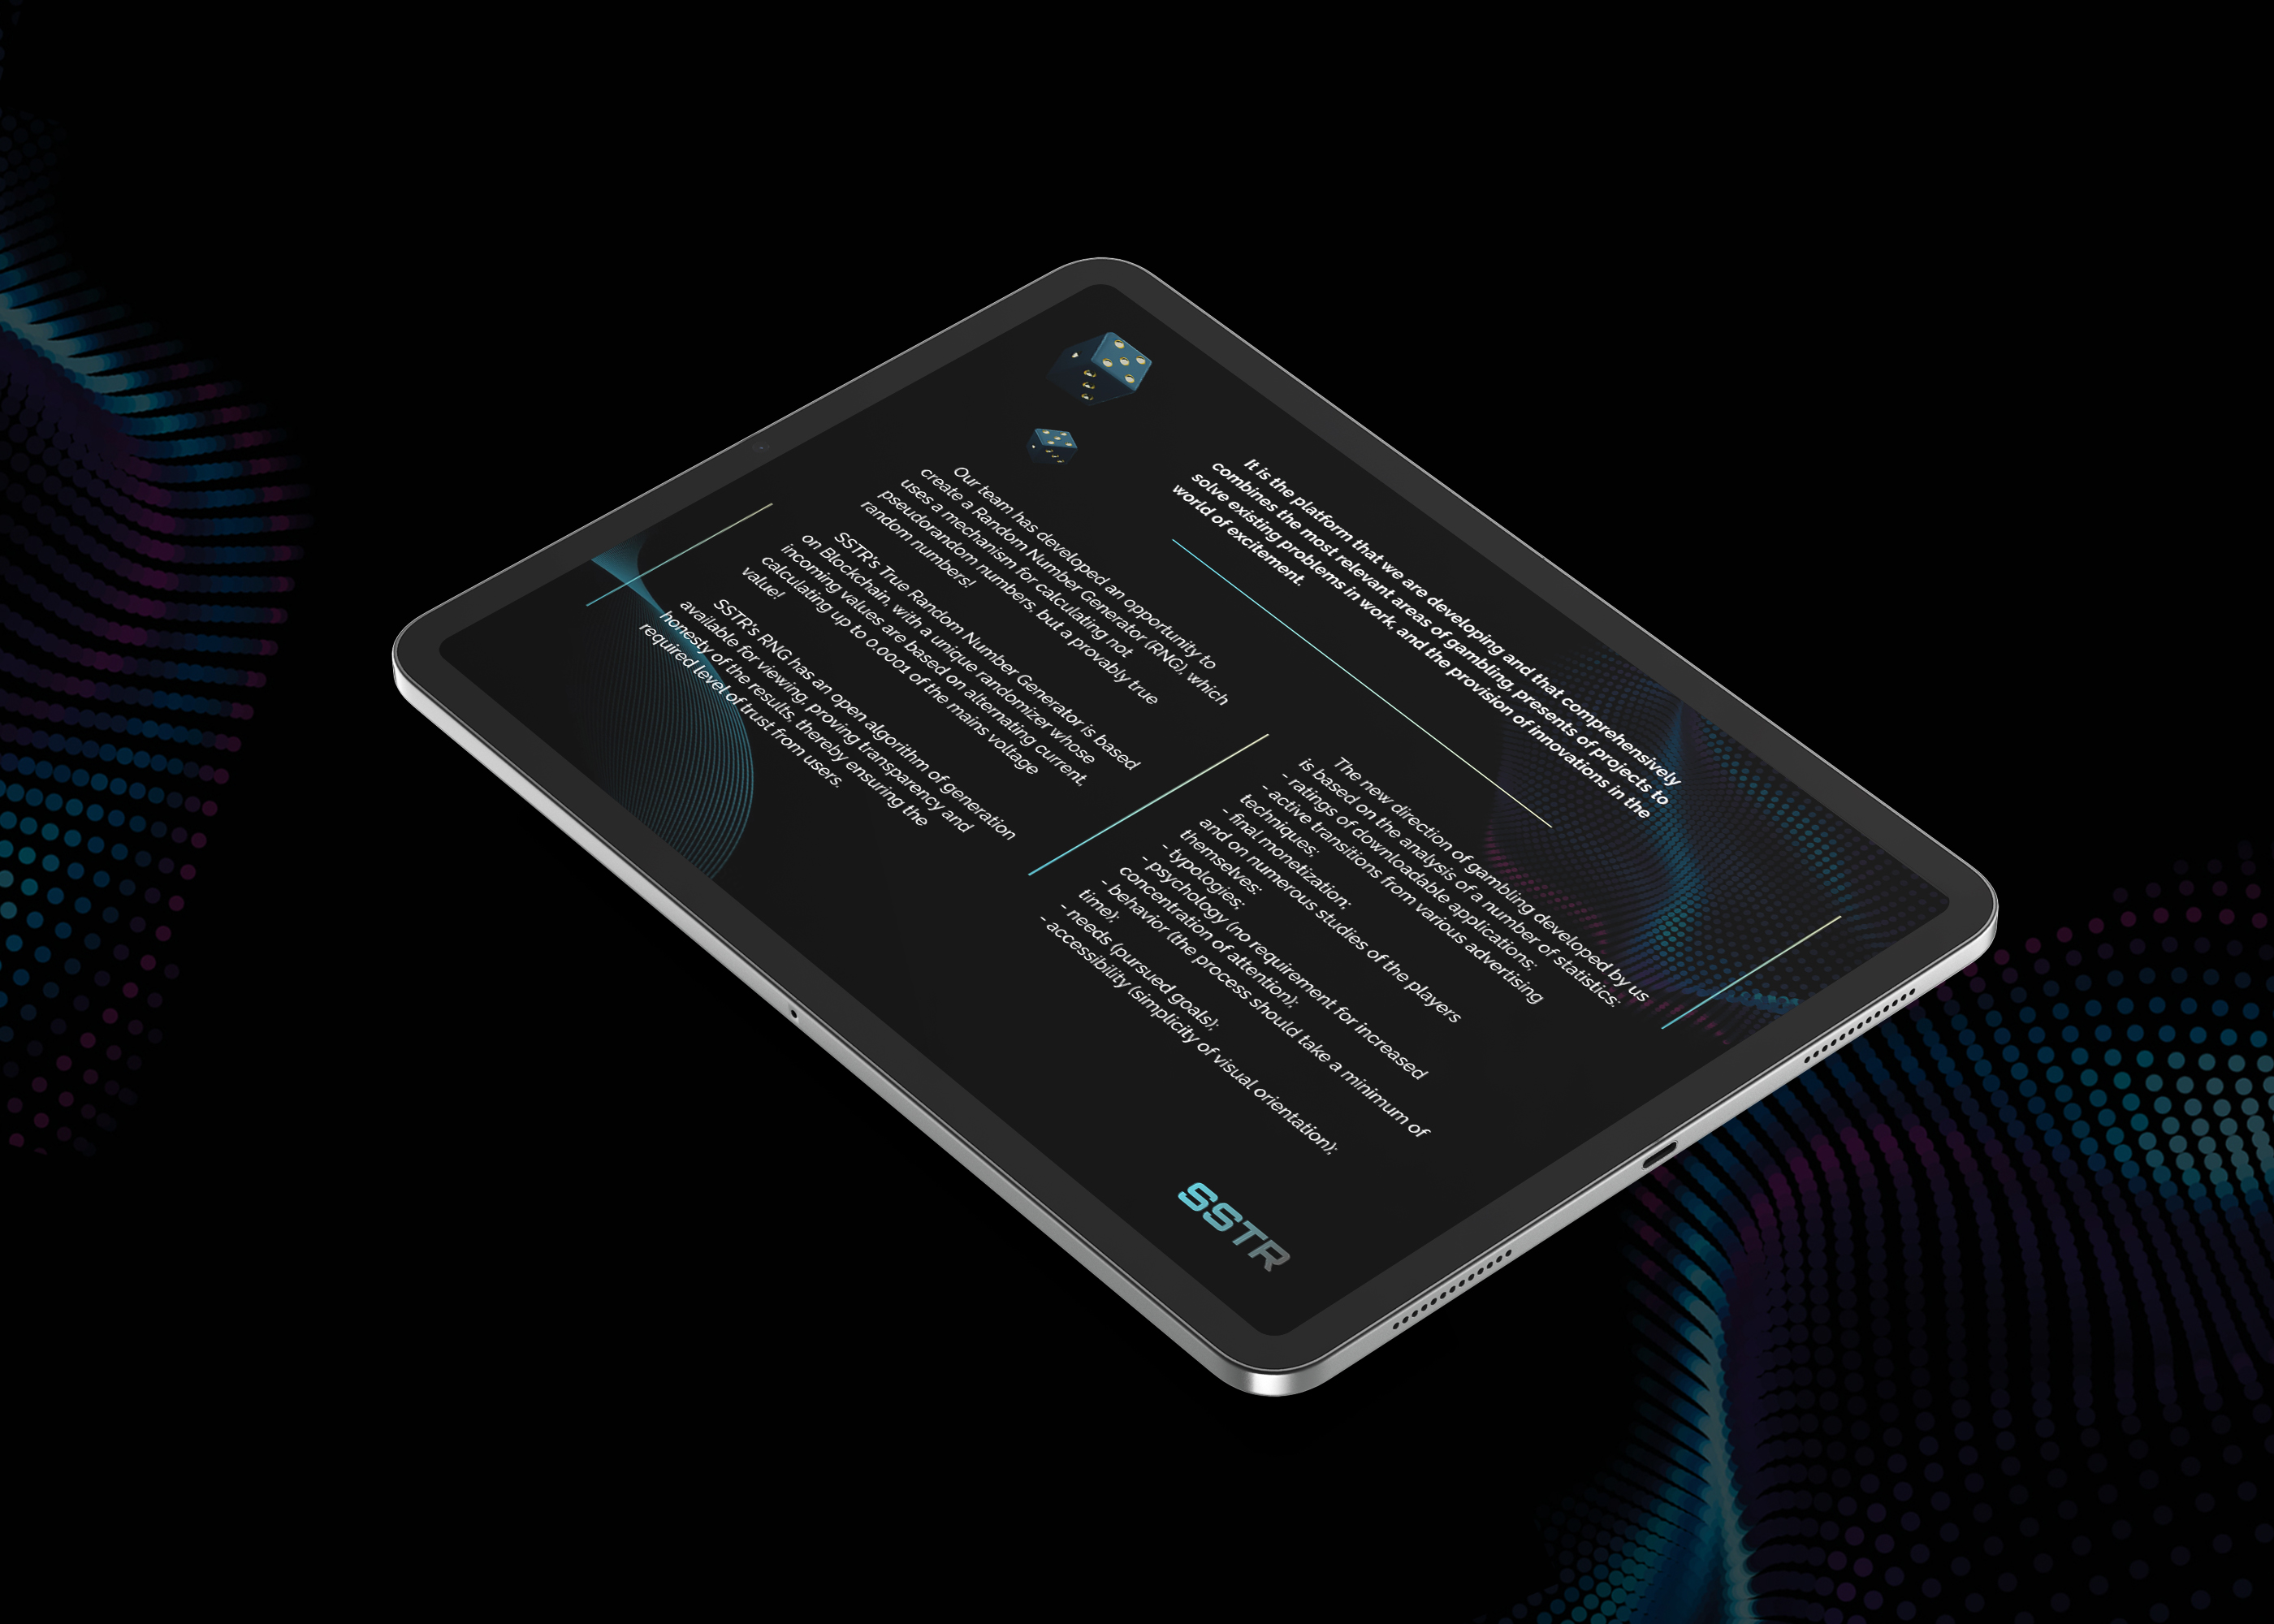 It is the platform that we are developing and that comprehensively
combines the most relevant areas of gambling, presents of projects to
solve existing problems in work, and the provision of innovations in the
world of excitement.
Our team has developed an opportunity to
create a Random Number Generator (RNG), which
uses a mechanism for calculating not
pseudorandom numbers, but a provably true
random numbers!
SSTR's True Random Number Generator is based
on Blockchain, with a unique randomizer whose
incoming values are based on alternating current,
calculating up to 0.0001 of the mains voltage
value!
SSTR's RNG has an open algorithm of generation
available for viewing, proving transparency and
honesty of the results, thereby ensuring the
required level of trust from users.
The new direction of gambling developed by us
is based on the analysis of a number of statistics:
- ratings of downloadable applications;
- active transitions from various advertising
techniques;
- final monetization;
and on numerous studies of the players
themselves:
- typologies;
- psychology (no requirement for increased
concentration of attention);
- behavior (the process should take a minimum of
time);
- needs (pursued goals);
- accessibility (simplicity of visual orientation);
SSTR